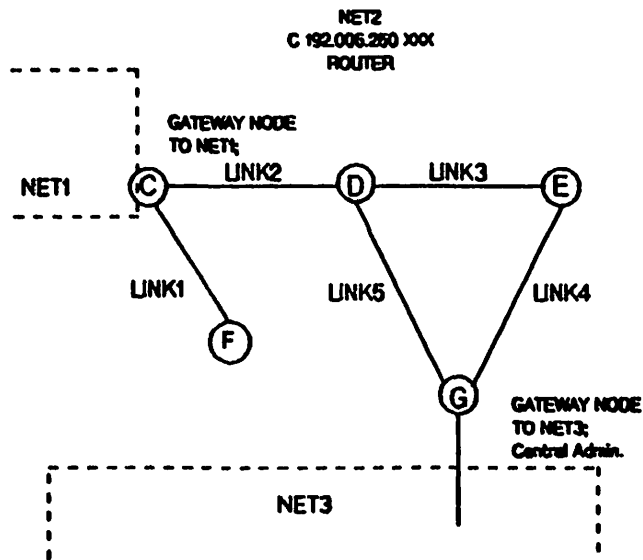 NET2
C 192.006.250 XXX
ROUTER
GATEWAY NODE
TO NET1;
NET1
C
LINK2
D
LINK3
E
LINK1
LINK5
LINK4
F
G
GATEWAY NODE
TO NET3;
Central Admin.
NET3